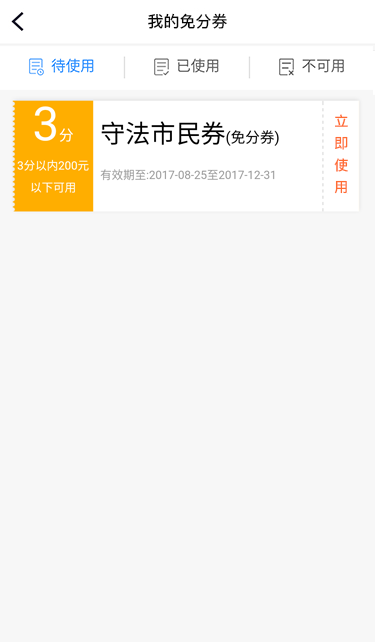 我的免分券
待使用
已使用
不可用
3分
3分以内200元
以下可用
守法市民券(免分券)
有效期至:2017-08-25至2017-12-31
立
即
使
用